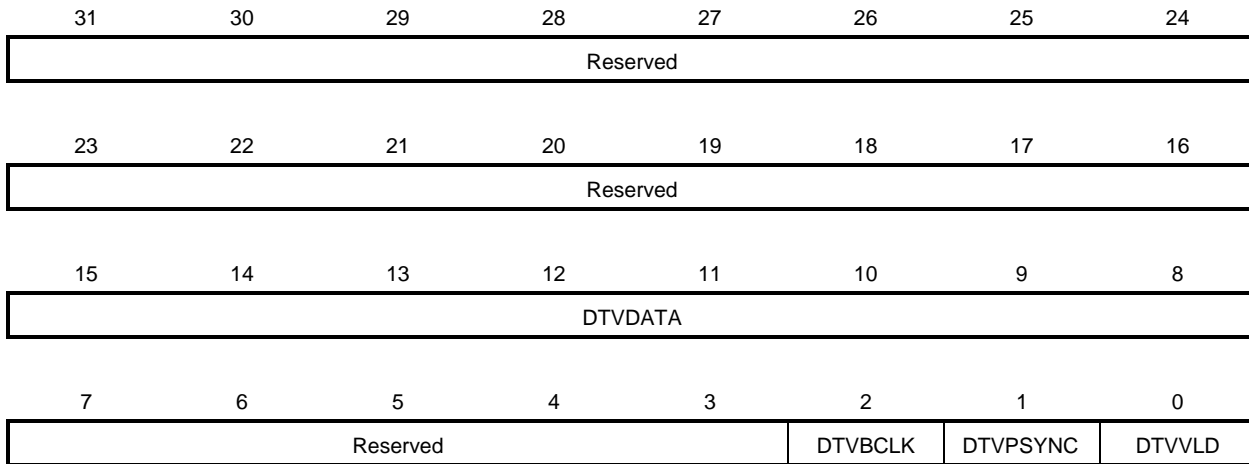 31 30 29 28 27 26 25 24
Reserved
23 22 21 20 19 18 17 16
Reserved
15 14 13 12 11 10 9 8
DTVDATA
7 6 5 4 3 2 1 0
Reserved DTVBCLK DTVPSYNC DTVVLD